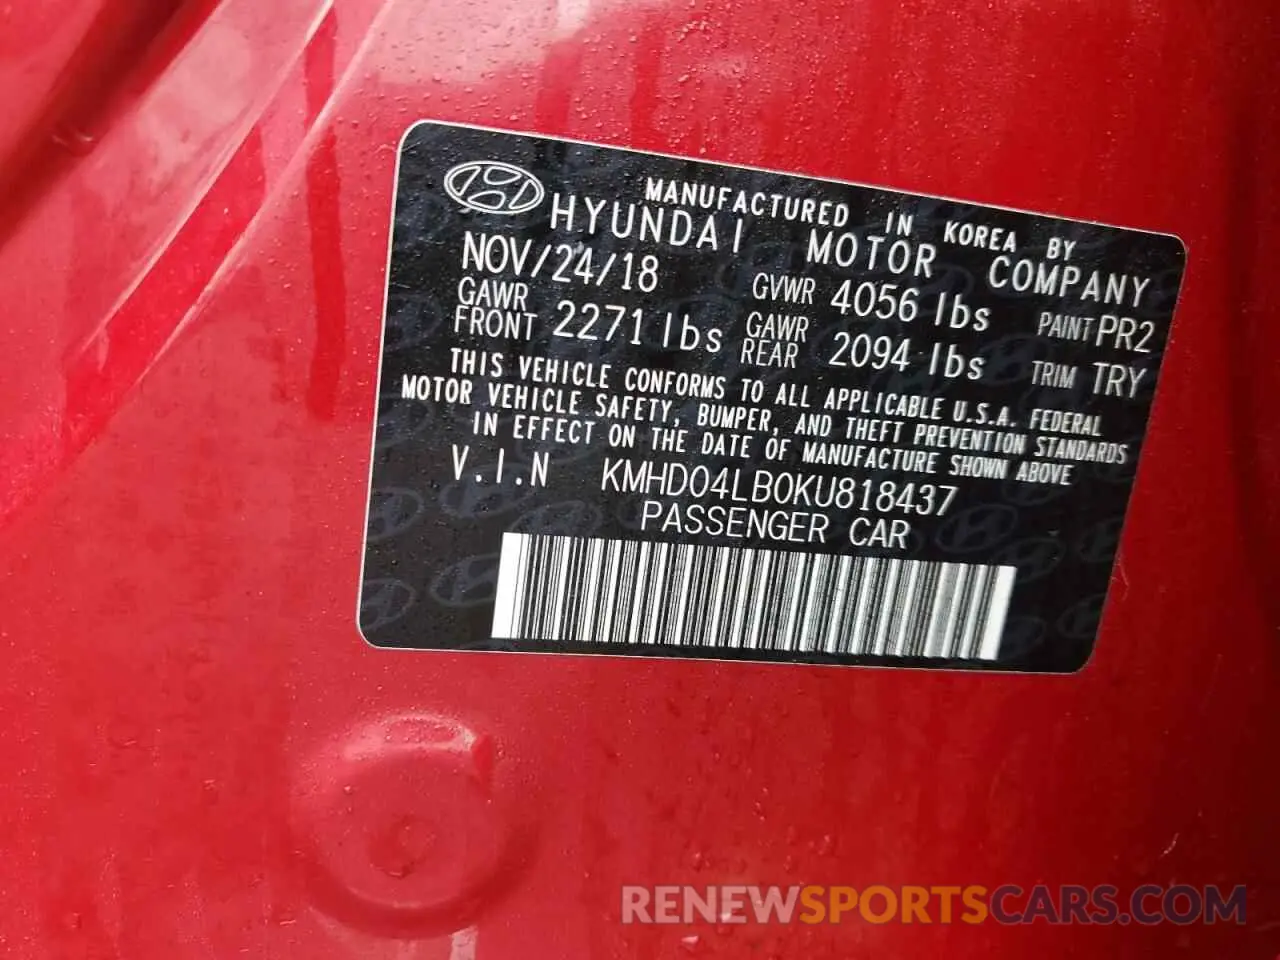 MANUFACTURED IN KOREA BY
HYUNDAI MOTOR COMPANY
NOV/24/18 GVWR 4056 lbs PAINT PR2
GAWR FRONT 2271 lbs GAWR REAR 2094 lbs TRIM TRY
THIS VEHICLE CONFORMS TO ALL APPLICABLE U.S.A. FEDERAL
MOTOR VEHICLE SAFETY, BUMPER, AND THEFT PREVENTION STANDARDS
IN EFFECT ON THE DATE OF MANUFACTURE SHOWN ABOVE
V.I.N KMHD04LB0KU818437
PASSENGER CAR
RENEWSPORTSCARS.COM